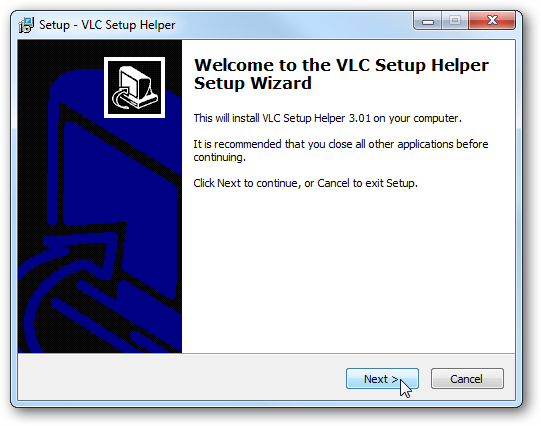 Setup - VLC Setup Helper
Welcome to the VLC Setup Helper
Setup Wizard
This will install VLC Setup Helper 3.01 on your computer.
It is recommended that you close all other applications before
continuing.
Click Next to continue, or Cancel to exit Setup.
Next >
Cancel